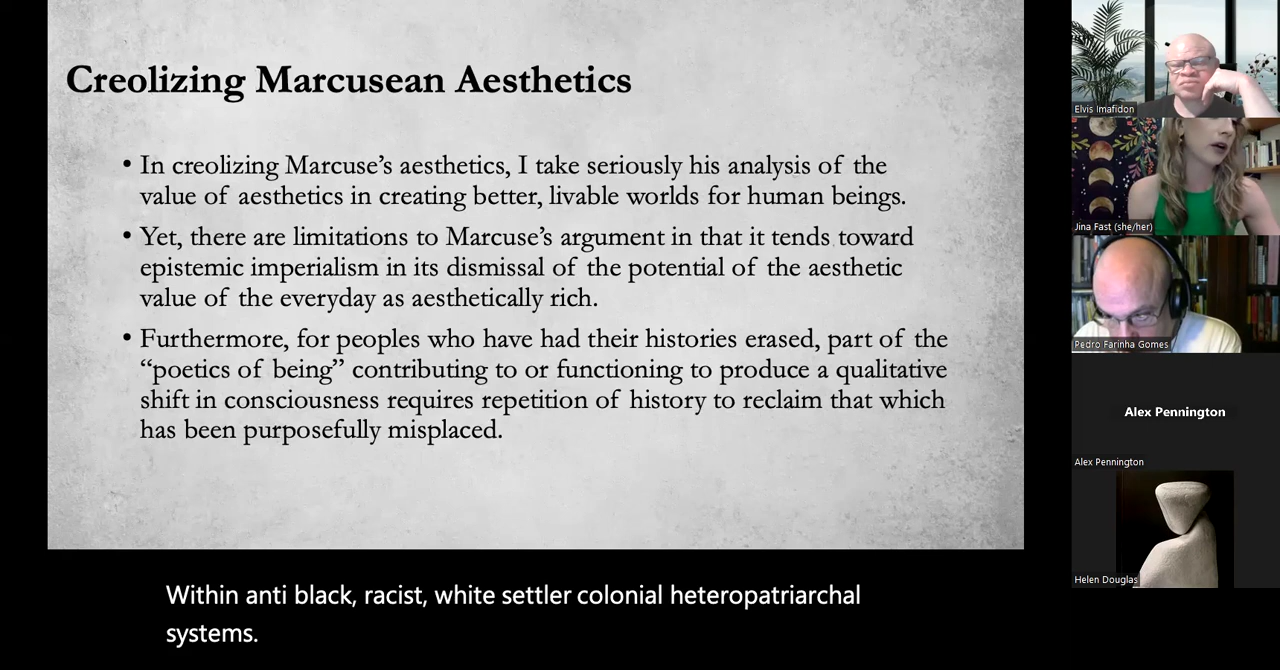 Creolizing Marcusean Aesthetics
• In creolizing Marcuse’s aesthetics, I take seriously his analysis of the
value of aesthetics in creating better, livable worlds for human beings.
• Yet, there are limitations to Marcuse’s argument in that it tends toward
epistemic imperialism in its dismissal of the potential of the aesthetic
value of the everyday as aesthetically rich.
• Furthermore, for peoples who have had their histories erased, part of the
“poetics of being” contributing to or functioning to produce a qualitative
shift in consciousness requires repetition of history to reclaim that which
has been purposefully misplaced.
Within anti black, racist, white settler colonial heteropatriarchal
systems.
Elvis Imafidon
Jina Fast (she/her)
Pedro Farinha Gomes
Alex Pennington
Alex Pennington
Helen Douglas